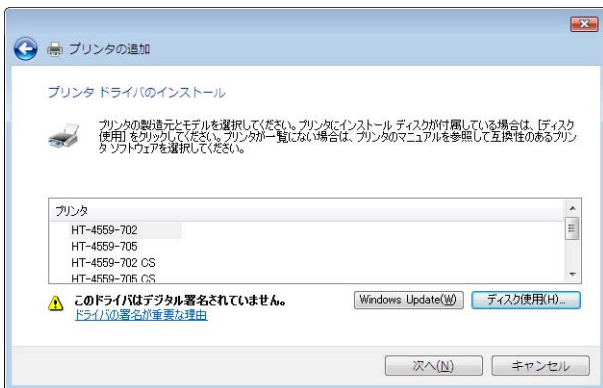 プリンタの追加
プリンタ ドライバのインストール
プリンタの製造元とモデルを選択してください。プリンタにインストール ディスクが付属している場合は、[ディスク
使用] をクリックしてください。プリンタが一覧にない場合は、プリンタのマニュアルを参照して互換性のあるプリン
タ ソフトウェアを選択してください。
プリンタ
HT-4559-702
HT-4559-705
HT-4559-702 CS
HT-4559-705 CS
このドライバはデジタル署名されていません。
ドライバの署名が重要な理由
Windows Update(W)
ディスク使用(H)...
次へ(N)
キャンセル